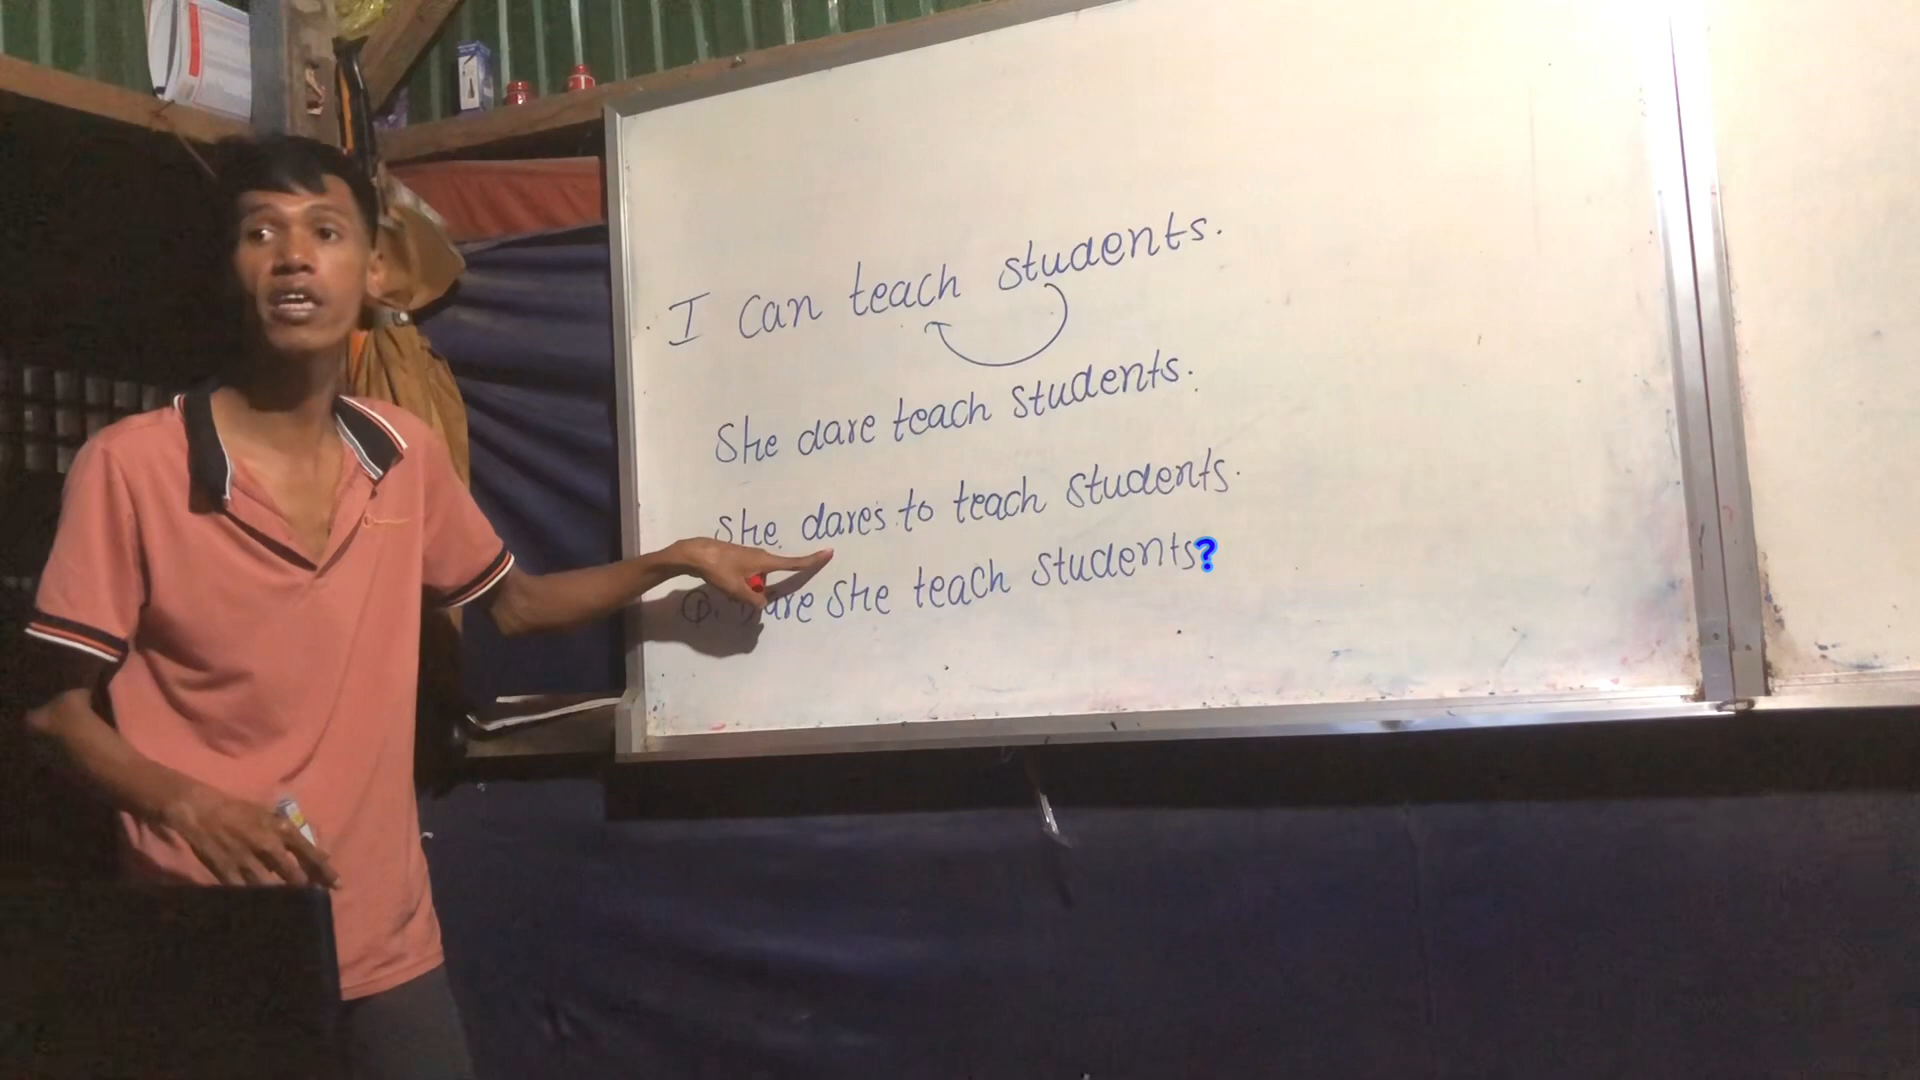 I can teach students.
She dare teach students.
She dares to teach students.
Dare she teach students?